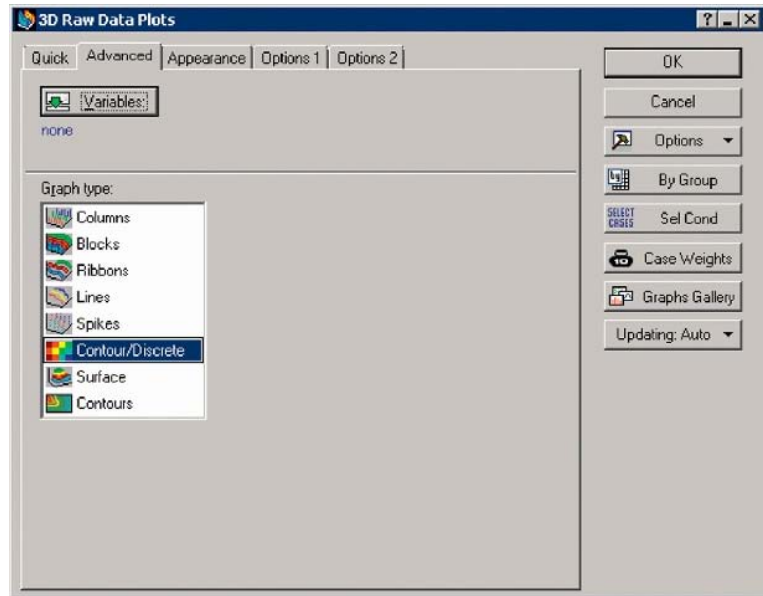 3D Raw Data Plots
Quick Advanced Appearance Options 1 Options 2
Variables:
none
Graph type:
Columns
Blocks
Ribbons
Lines
Spikes
Contour/Discrete
Surface
Contours
OK
Cancel
Options
By Group
SELECT CASES Sel Cond
Case Weights
Graphs Gallery
Updating: Auto